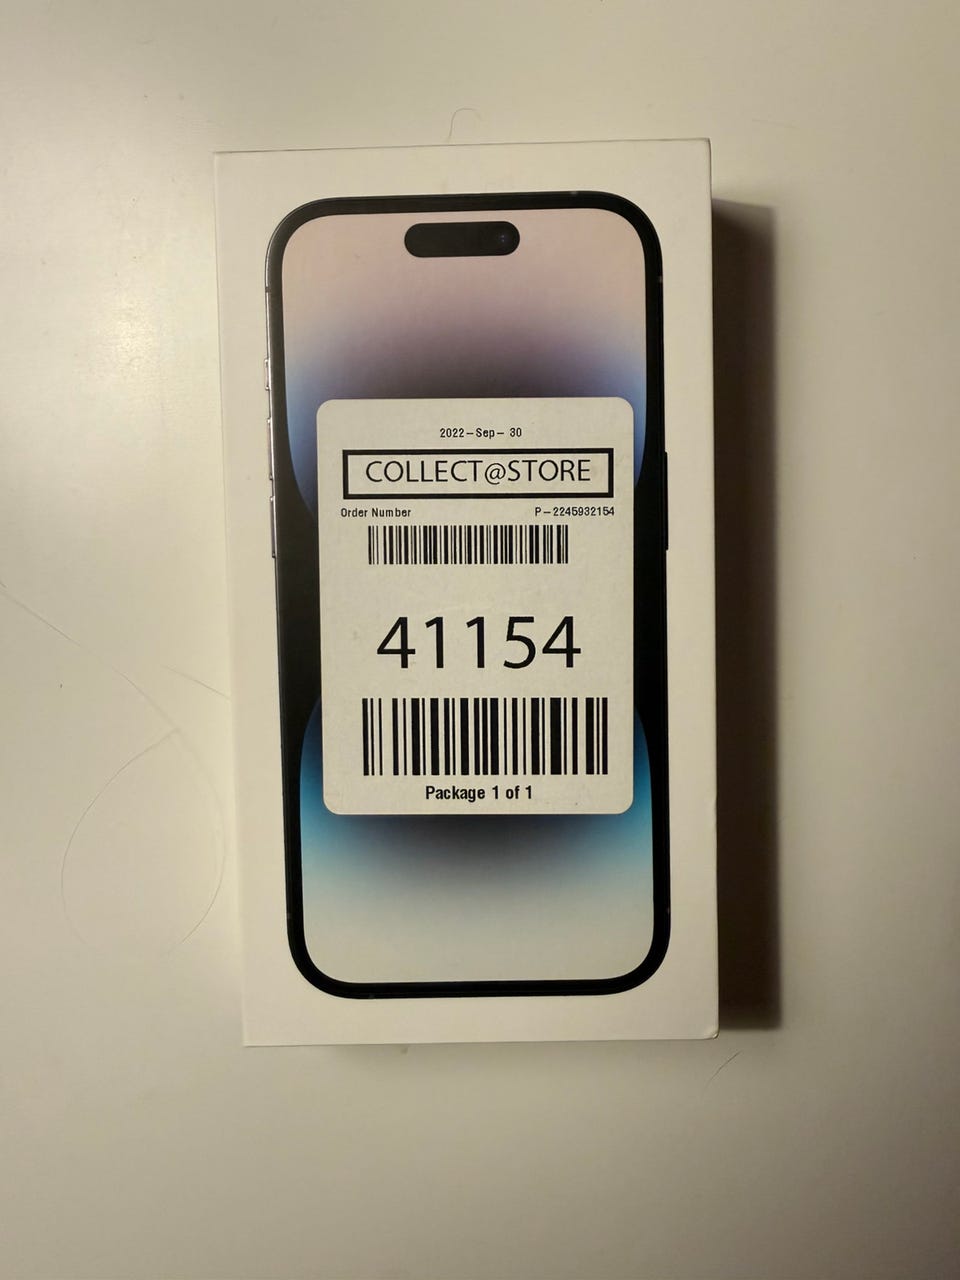 2022-Sep- 30
COLLECT@STORE
Order Number P-2245932154
41154
Package 1 of 1